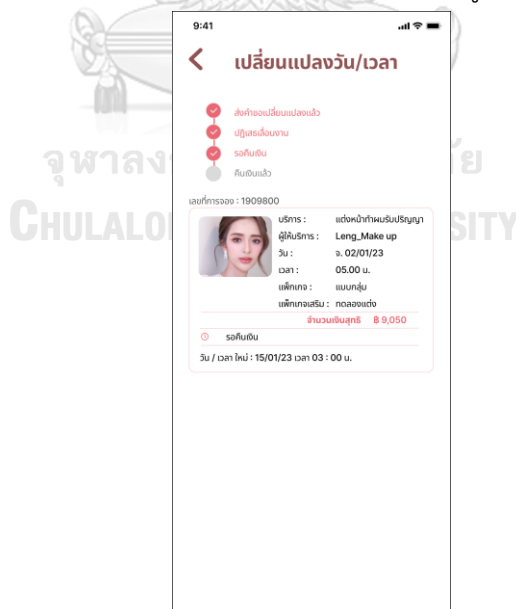 9:41
เปลี่ยนแปลงวัน/เวลา
ส่งคำขอเปลี่ยนแปลงแล้ว
ปฏิเสธเลื่อนงาน
รอคืนเงิน
คืนเงินแล้ว
เลขที่การจอง : 1909800
บริการ : แต่งหน้าทำผมรับปริญญา
ผู้ให้บริการ : Leng_Make up
วัน : จ. 02/01/23
เวลา : 05.00 น.
แพ็กเกจ : แบบกลุ่ม
แพ็กเกจเสริม : ทดลองแต่ง
จำนวนเงินสุทธิ ฿ 9,050
รอคืนเงิน
วัน / เวลา ใหม่ : 15/01/23 เวลา 03 : 00 น.
จุฬาลง
ัย
CHULALO
SITY